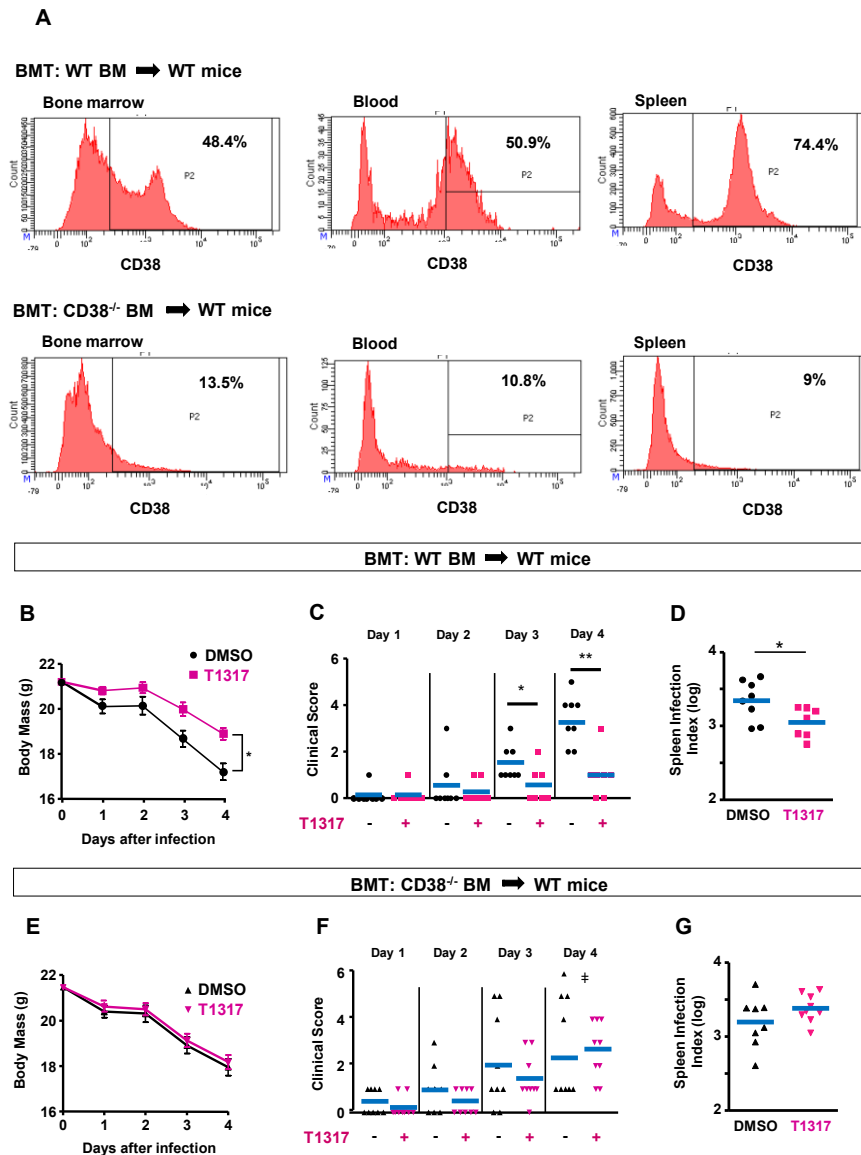 A
BMT: WT BM ➡ WT mice
Bone marrow
Blood
Spleen
48.4%
50.9%
74.4%
P2
P2
P2
Count
Count
Count
CD38
CD38
CD38
BMT: CD38-/- BM ➡ WT mice
Bone marrow
Blood
Spleen
13.5%
10.8%
9%
P2
P2
P2
Count
Count
Count
CD38
CD38
CD38
BMT: WT BM ➡ WT mice
B
C
D
DMSO
T1317
Body Mass (g)
22
20
18
16
0 1 2 3 4
Days after infection
*
Day 1 Day 2 Day 3 Day 4
Clinical Score
6
4
2
0
*
**
T1317 - + - + - + - +
Spleen Infection
Index (log)
4
3
2
*
DMSO T1317
BMT: CD38-/- BM ➡ WT mice
E
F
G
DMSO
T1317
Body Mass (g)
22
20
18
16
0 1 2 3 4
Days after infection
Day 1 Day 2 Day 3 Day 4
Clinical Score
6
4
2
0
ǂ
T1317 - + - + - + - +
Spleen Infection
Index (log)
4
3
2
DMSO T1317